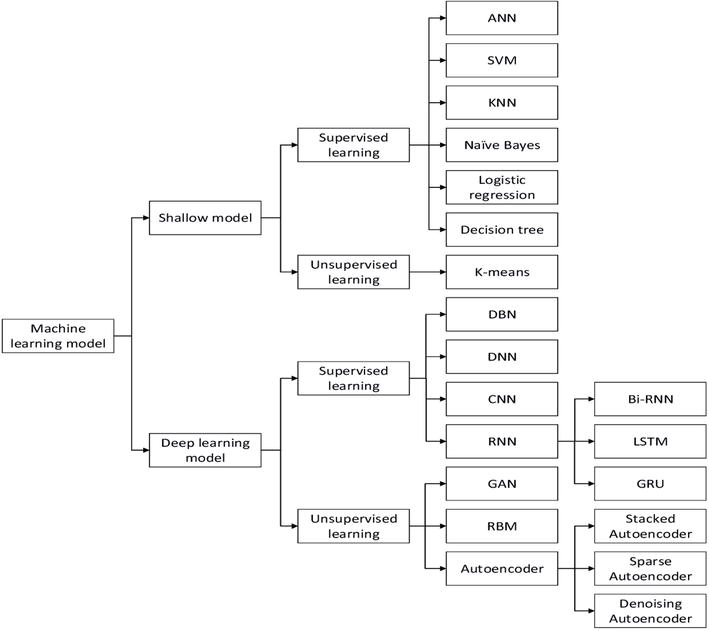 ANN
SVM
KNN
Supervised
learning
Naïve Bayes
Logistic
regression
Shallow model
Decision tree
Unsupervised
learning
K-means
DBN
Machine
learning model
DNN
Supervised
learning
CNN
Bi-RNN
RNN
LSTM
Deep learning
model
GAN
GRU
Unsupervised
learning
RBM
Stacked
Autoencoder
Autoencoder
Sparse
Autoencoder
Denoising
Autoencoder